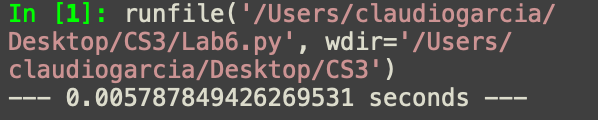 In [1]: runfile('/Users/claudiogarcia/
Desktop/CS3/Lab6.py', wdir='/Users/
claudiogarcia/Desktop/CS3')
--- 0.005787849426269531 seconds ---